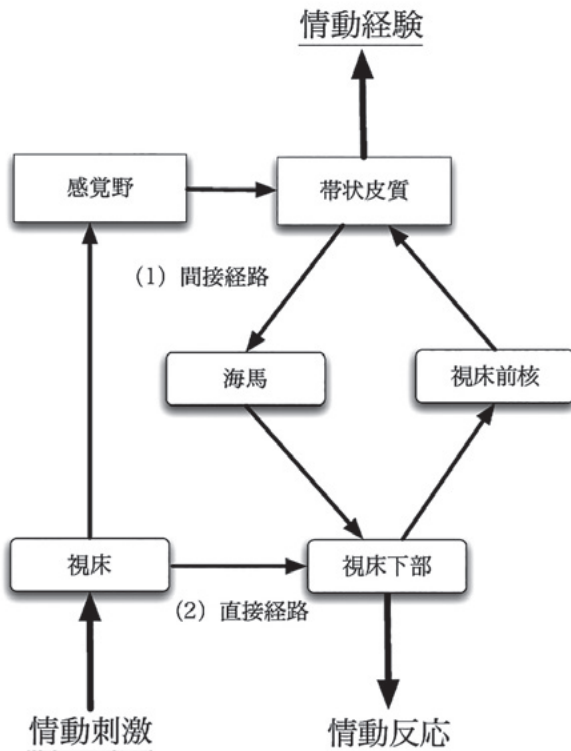 情動経験
感覚野
帯状皮質
(1) 間接経路
海馬
視床前核
視床
視床下部
(2) 直接経路
情動刺激
情動反応